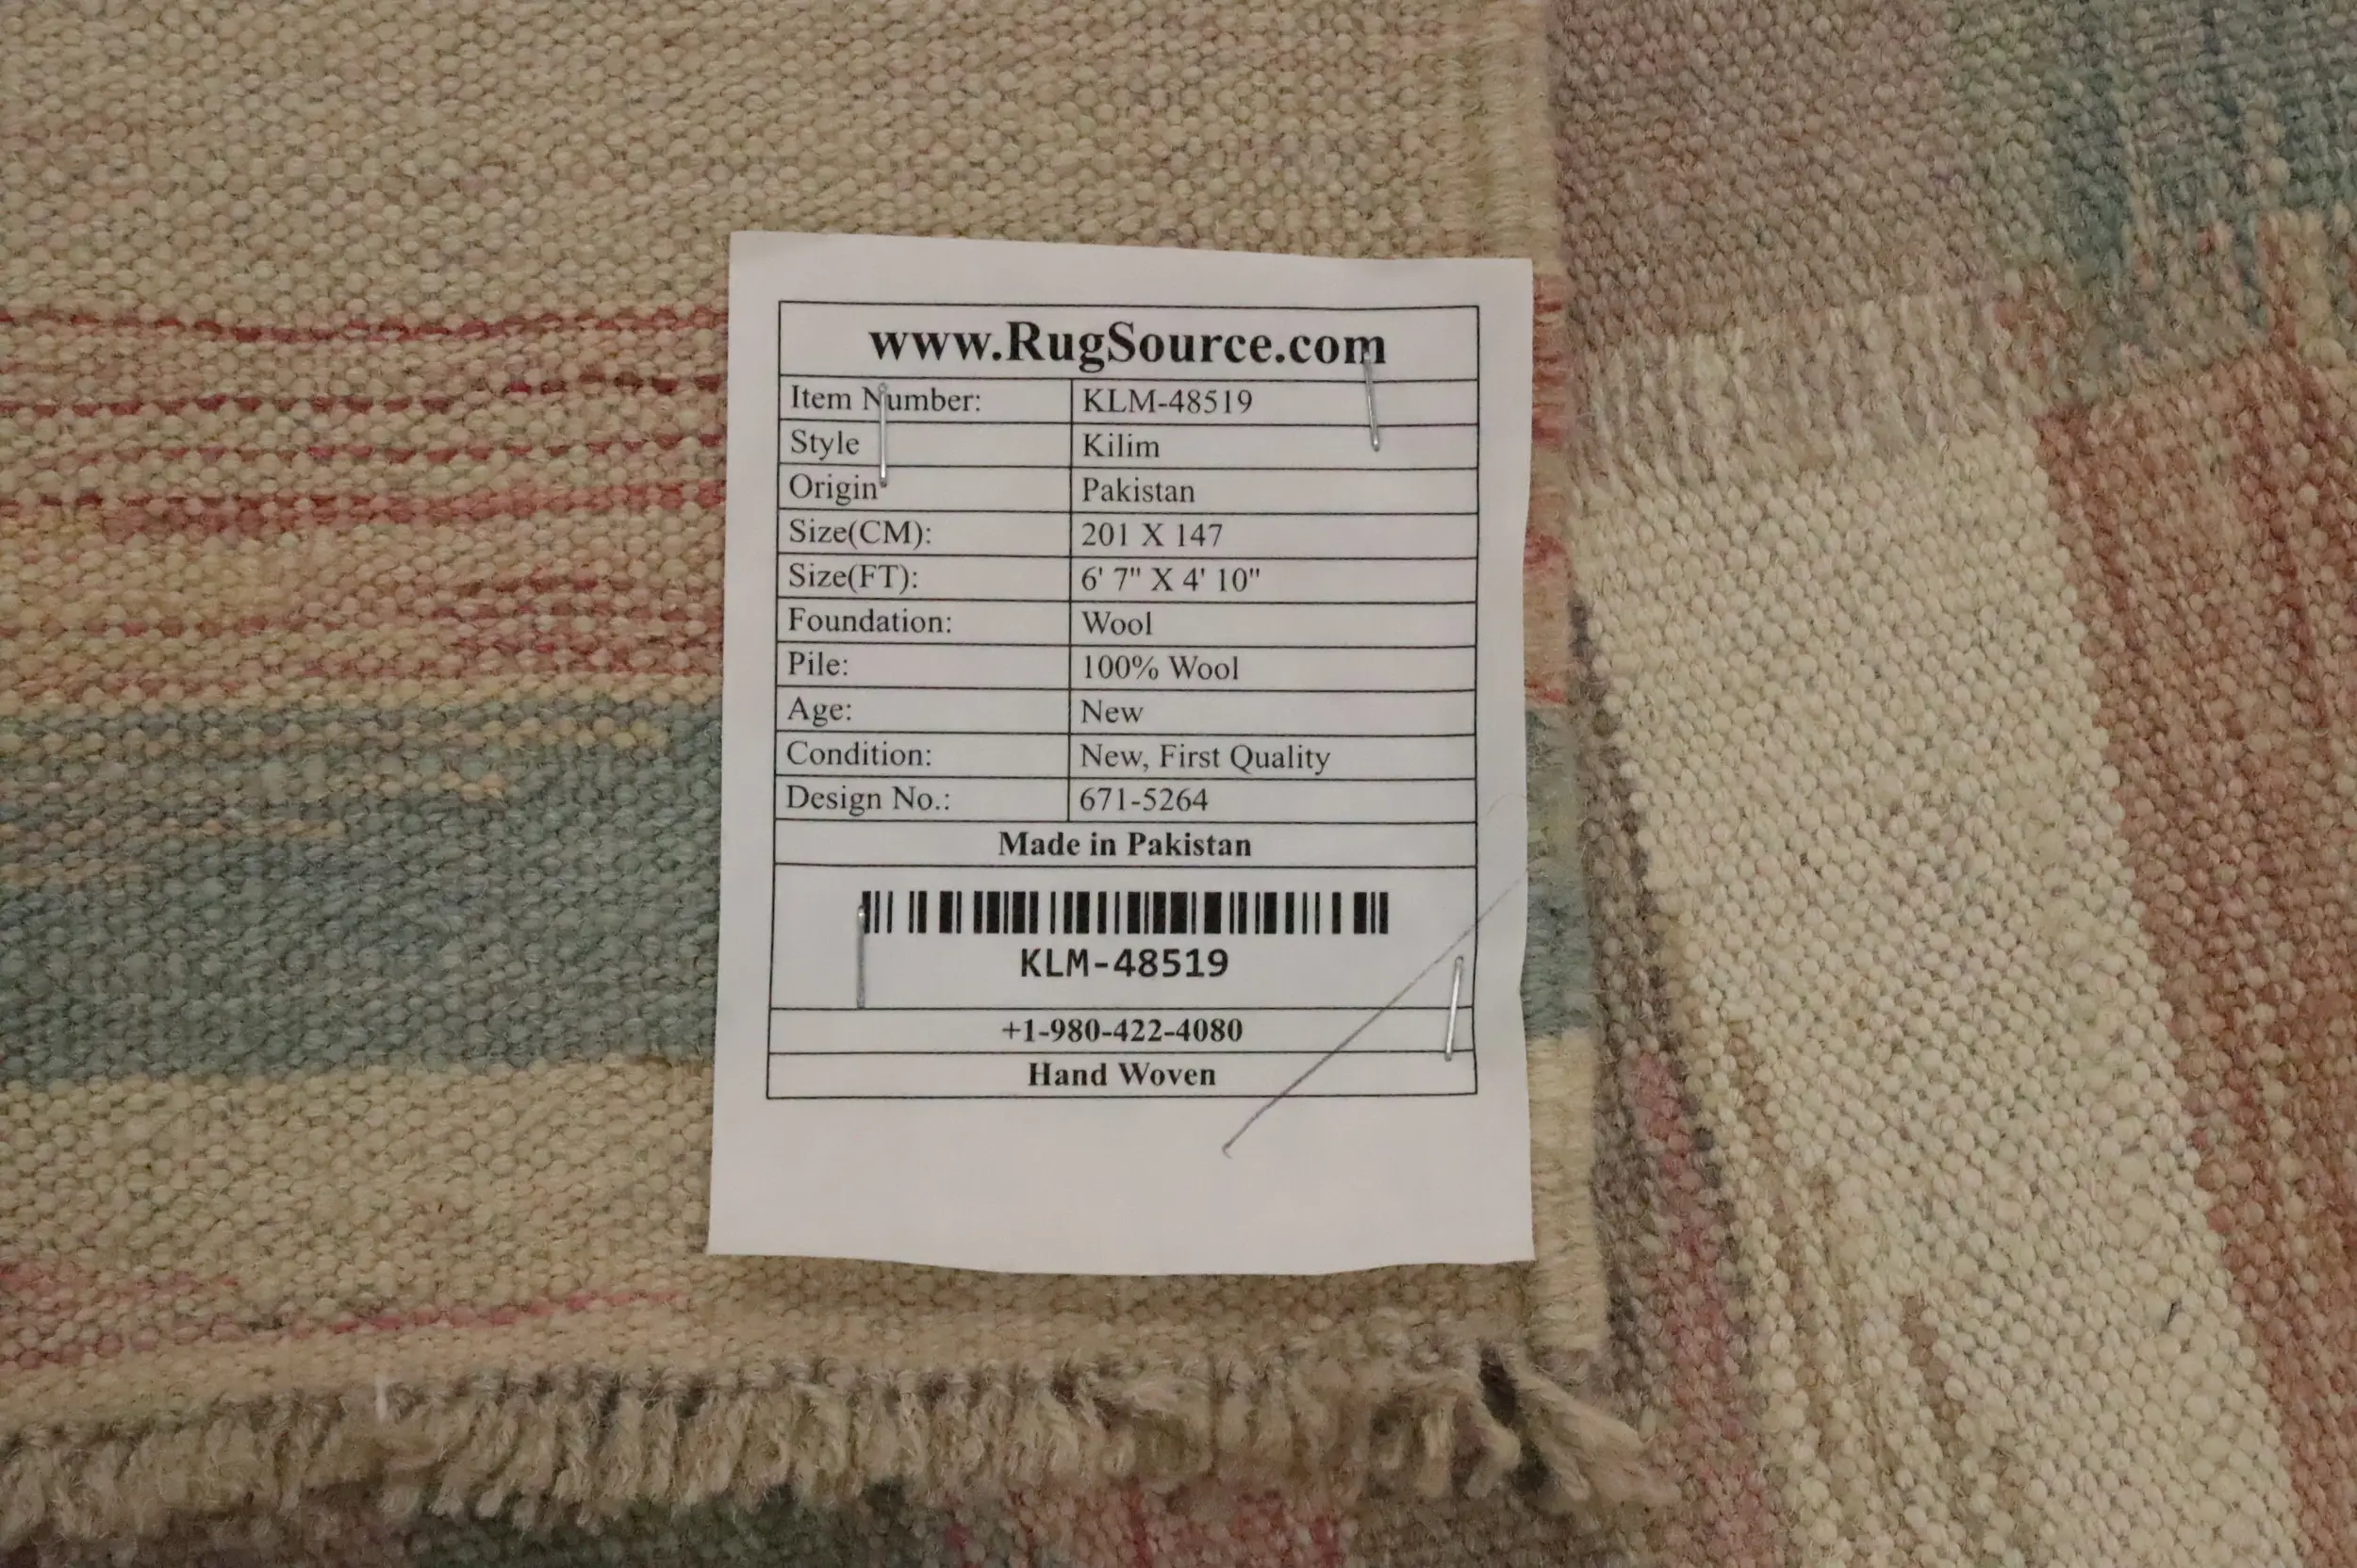 www.RugSource.com
Item Number: KLM-48519
Style Kilim
Origin Pakistan
Size(CM): 201 X 147
Size(FT): 6' 7" X 4' 10"
Foundation: Wool
Pile: 100% Wool
Age: New
Condition: New, First Quality
Design No.: 671-5264
Made in Pakistan
KLM-48519
+1-980-422-4080
Hand Woven